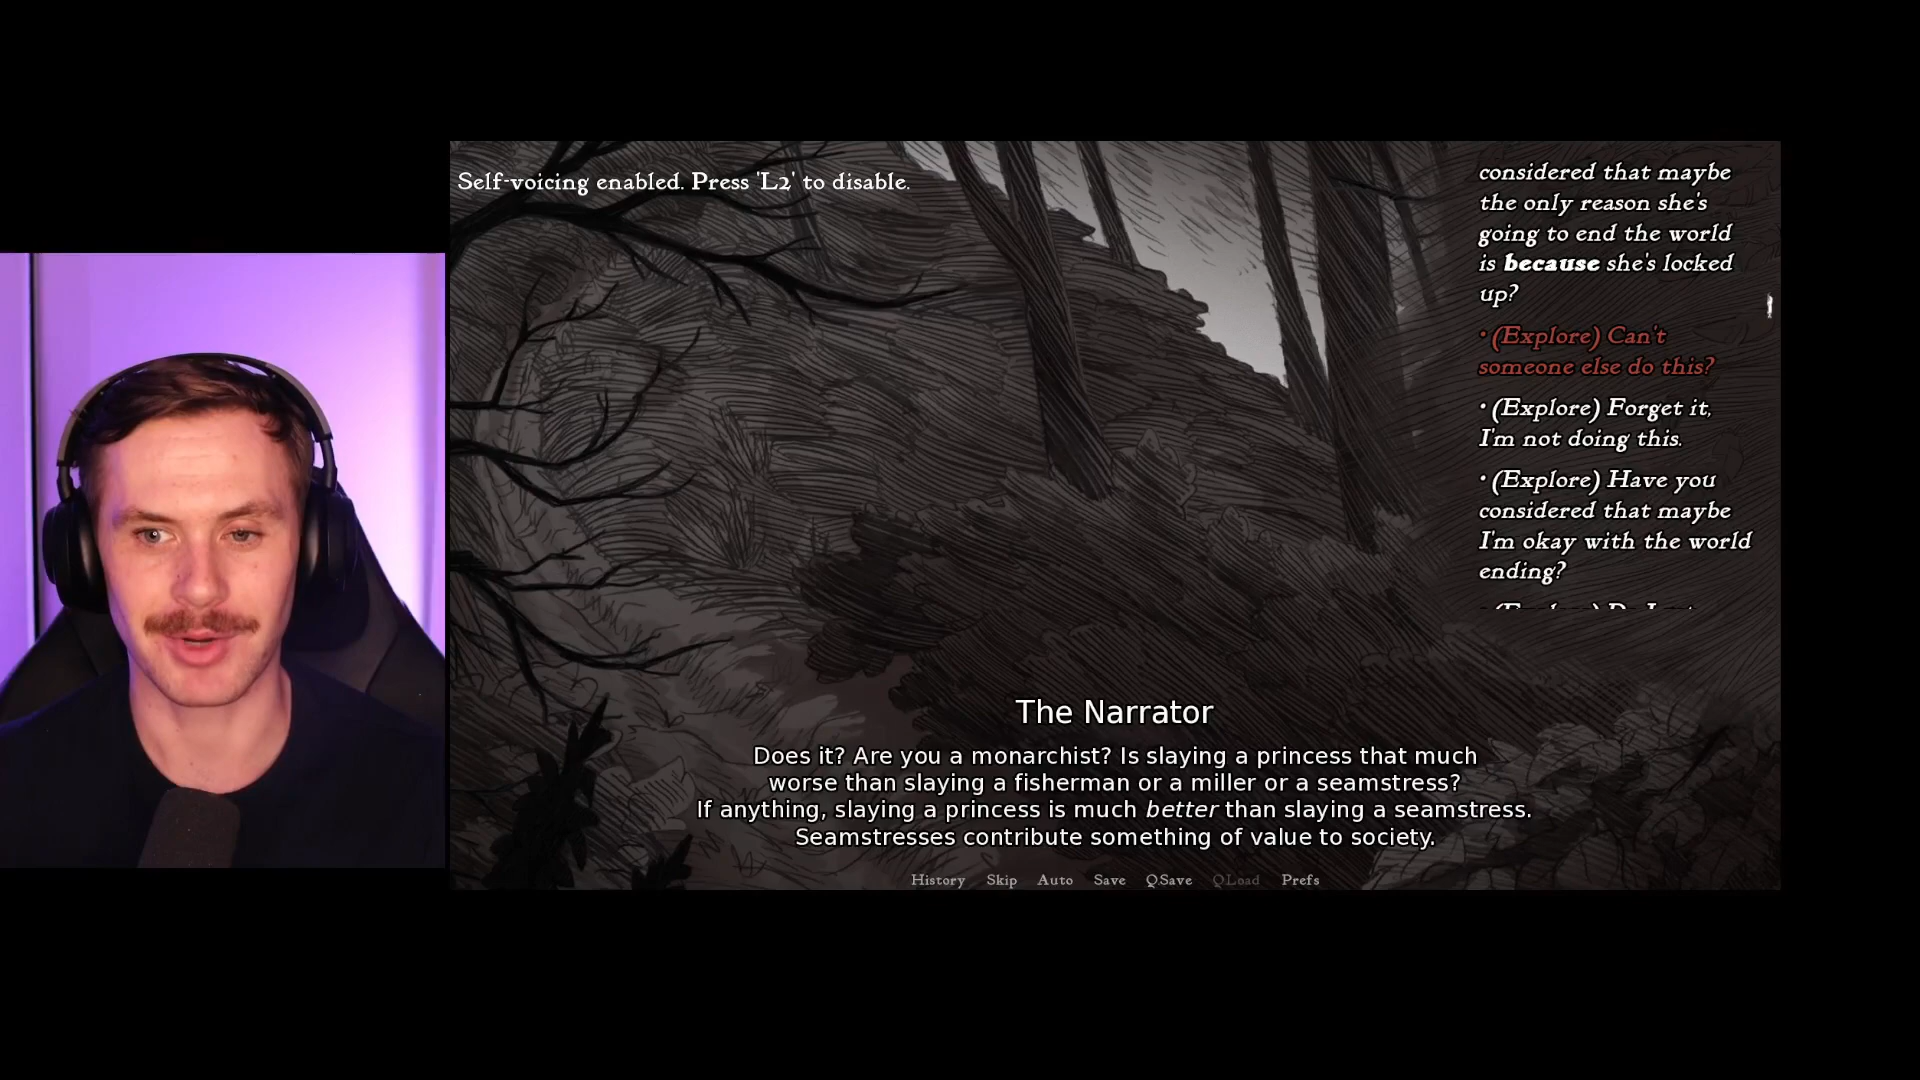 Self-voicing enabled. Press 'L2' to disable.
considered that maybe
the only reason she's
going to end the world
is because she's locked
up?
• (Explore) Can't
someone else do this?
• (Explore) Forget it,
I'm not doing this.
• (Explore) Have you
considered that maybe
I'm okay with the world
ending?
The Narrator
Does it? Are you a monarchist? Is slaying a princess that much
worse than slaying a fisherman or a miller or a seamstress?
If anything, slaying a princess is much better than slaying a seamstress.
Seamstresses contribute something of value to society.
History Skip Auto Save Q.Save Q.Load Prefs